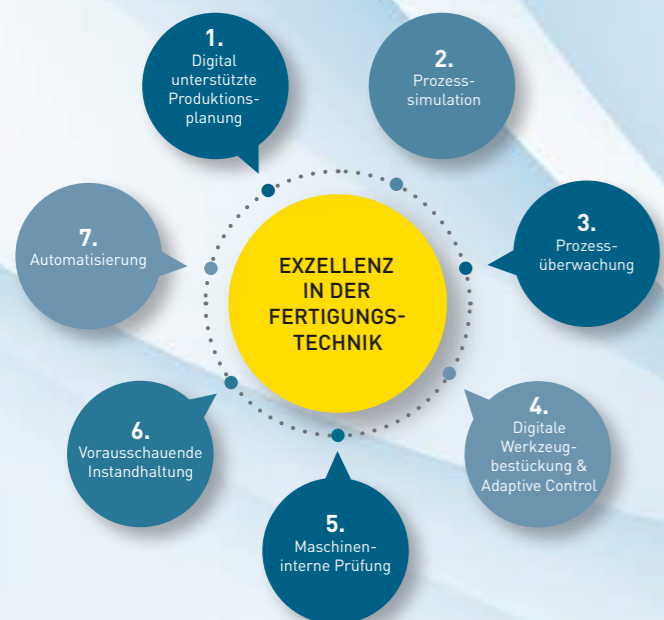 1.
Digital
unterstützte
Produktions-
planung
2.
Prozess-
simulation
3.
Prozess-
überwachung
4.
Digitale
Werkzeug-
bestückung &
Adaptive Control
5.
Maschinen-
interne Prüfung
6.
Vorausschauende
Instandhaltung
7.
Automatisierung
EXZELLENZ
IN DER
FERTIGUNGS-
TECHNIK